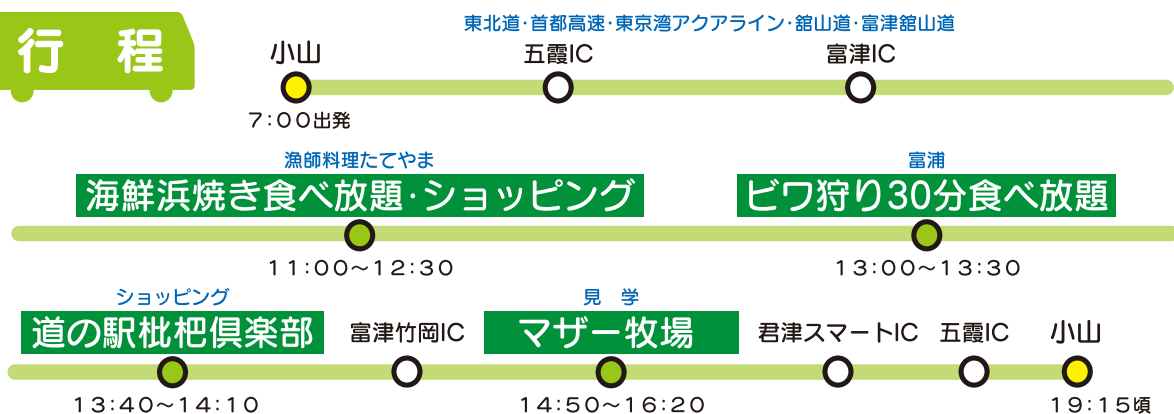 行 程
東北道・首都高速・東京湾アクアライン・舘山道・富津舘山道
小山
五霞IC
富津IC
7:00出発
漁師料理たてやま
富浦
海鮮浜焼き食べ放題・ショッピング
ビワ狩り30分食べ放題
11:00〜12:30
13:00〜13:30
ショッピング
見 学
道の駅枇杷倶楽部
富津竹岡IC
マザー牧場
君津スマートIC
五霞IC
小山
13:40〜14:10
14:50〜16:20
19:15頃